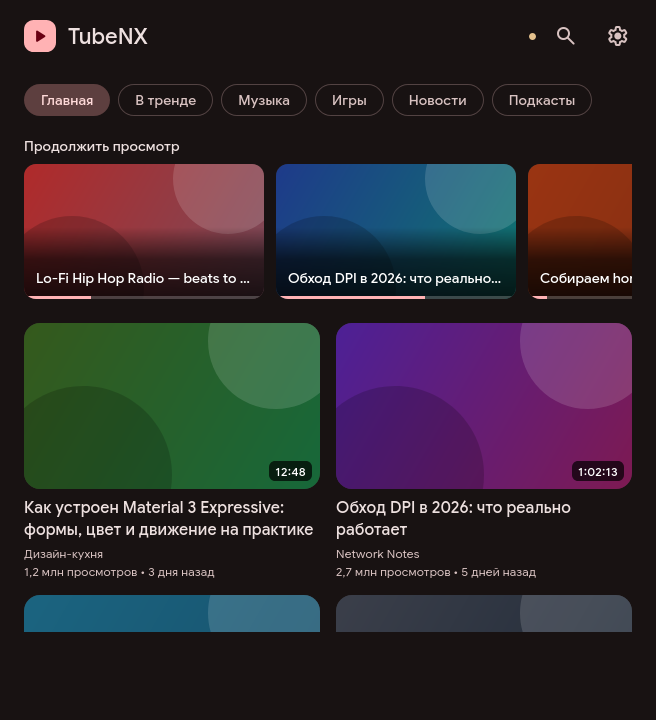 TubeNX
Главная
В тренде
Музыка
Игры
Новости
Подкасты
Продолжить просмотр
Lo-Fi Hip Hop Radio — beats to ...
Обход DPI в 2026: что реально...
Собираем hor
12:48
1:02:13
Как устроен Material 3 Expressive:
формы, цвет и движение на практике
Дизайн-кухня
1,2 млн просмотров • 3 дня назад
Обход DPI в 2026: что реально
работает
Network Notes
2,7 млн просмотров • 5 дней назад